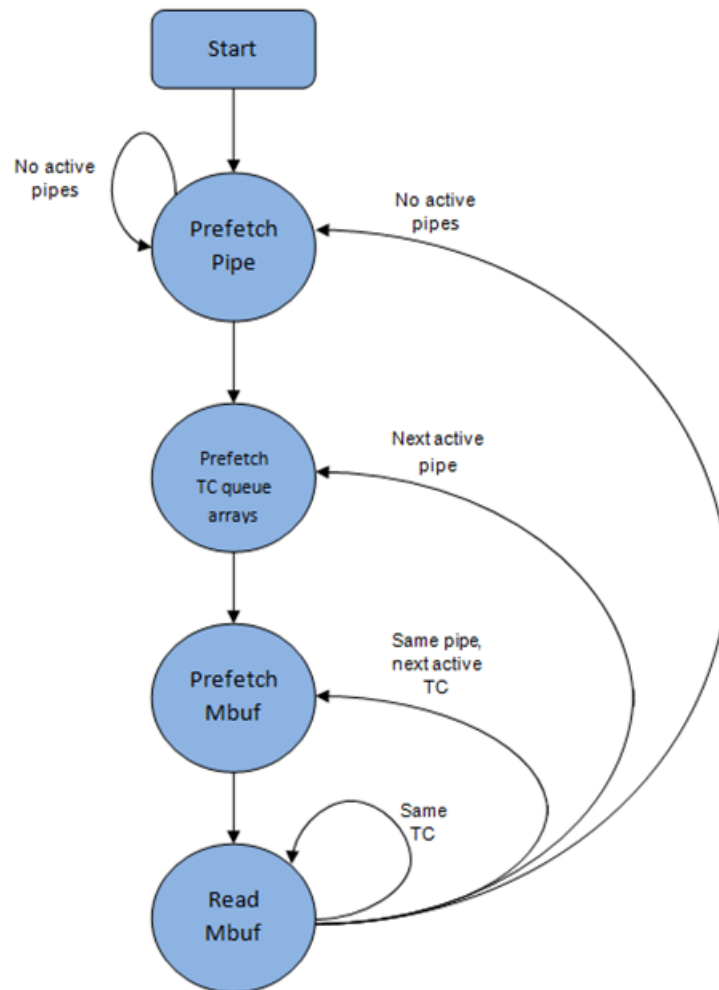 Start
No active
pipes
Prefetch
Pipe
No active
pipes
Prefetch
TC queue
arrays
Next active
pipe
Prefetch
Mbuf
Same pipe,
next active
TC
Read
Mbuf
Same
TC